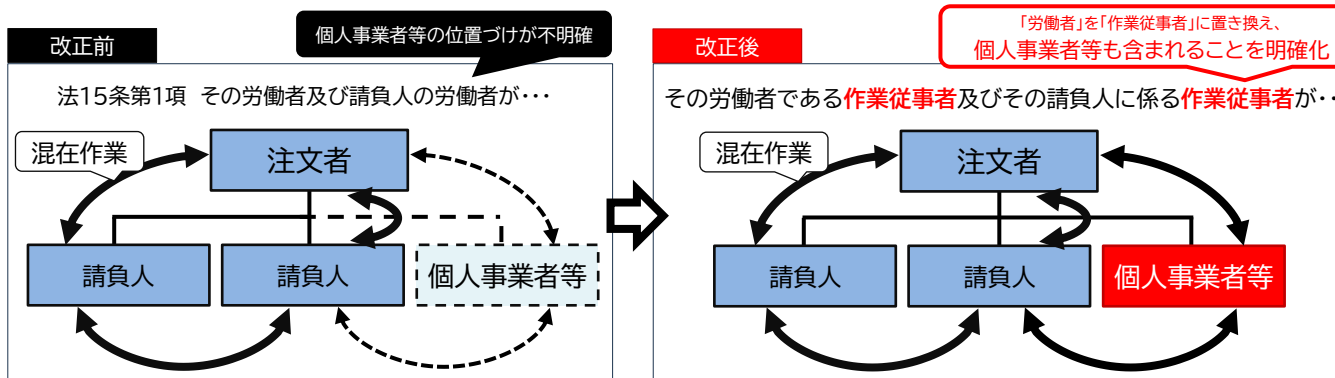 改正前
個人事業者等の位置づけが不明確
法15条第1項 その労働者及び請負人の労働者が・・・
混在作業
注文者
請負人
請負人
個人事業者等
改正後
「労働者」を「作業従事者」に置き換え、
個人事業者等も含まれることを明確化
その労働者である作業従事者及びその請負人に係る作業従事者が・・
混在作業
注文者
請負人
請負人
個人事業者等